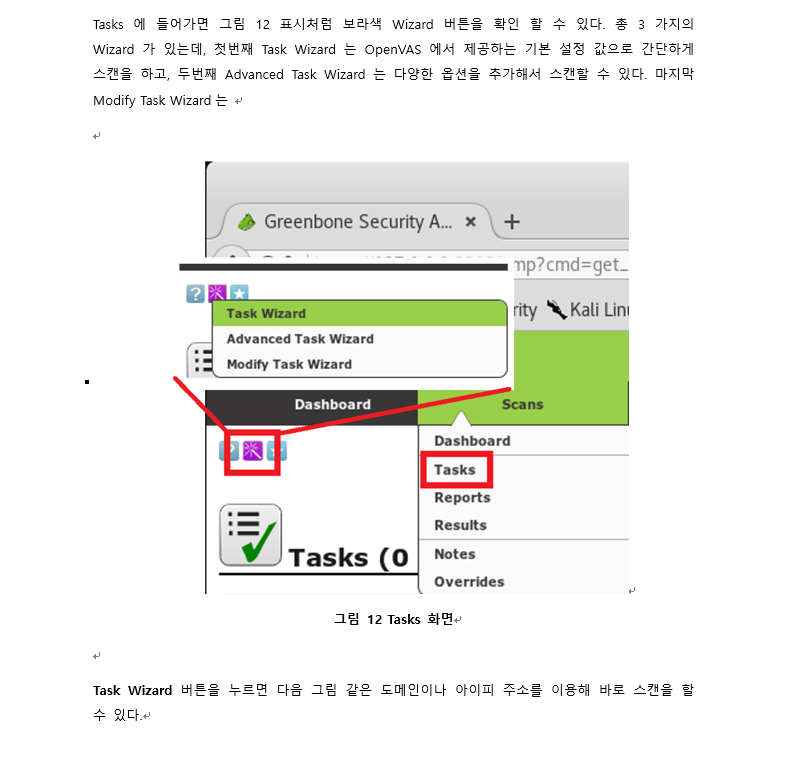 Tasks 에 들어가면 그림 12 표시처럼 보라색 Wizard 버튼을 확인 할 수 있다. 총 3 가지의
Wizard 가 있는데, 첫번째 Task Wizard 는 OpenVAS 에서 제공하는 기본 설정 값으로 간단하게
스캔을 하고, 두번째 Advanced Task Wizard 는 다양한 옵션을 추가해서 스캔할 수 있다. 마지막
Modify Task Wizard 는
Greenbone Security A...
mp?cmd=get_
Task Wizard
rity Kali Linu
Advanced Task Wizard
Modify Task Wizard
Dashboard Scans
Dashboard
Tasks
Reports
Results
Tasks (0
Notes
Overrides
그림 12 Tasks 화면
Task Wizard 버튼을 누르면 다음 그림 같은 도메인이나 아이피 주소를 이용해 바로 스캔을 할
수 있다.